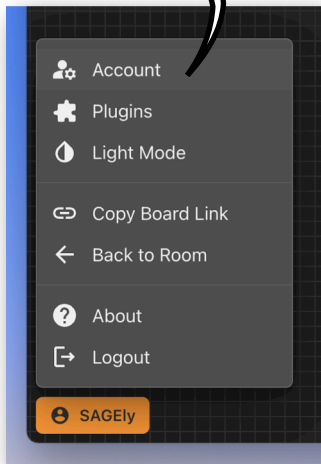 Account
Plugins
Light Mode
Copy Board Link
Back to Room
About
Logout
SAGEly